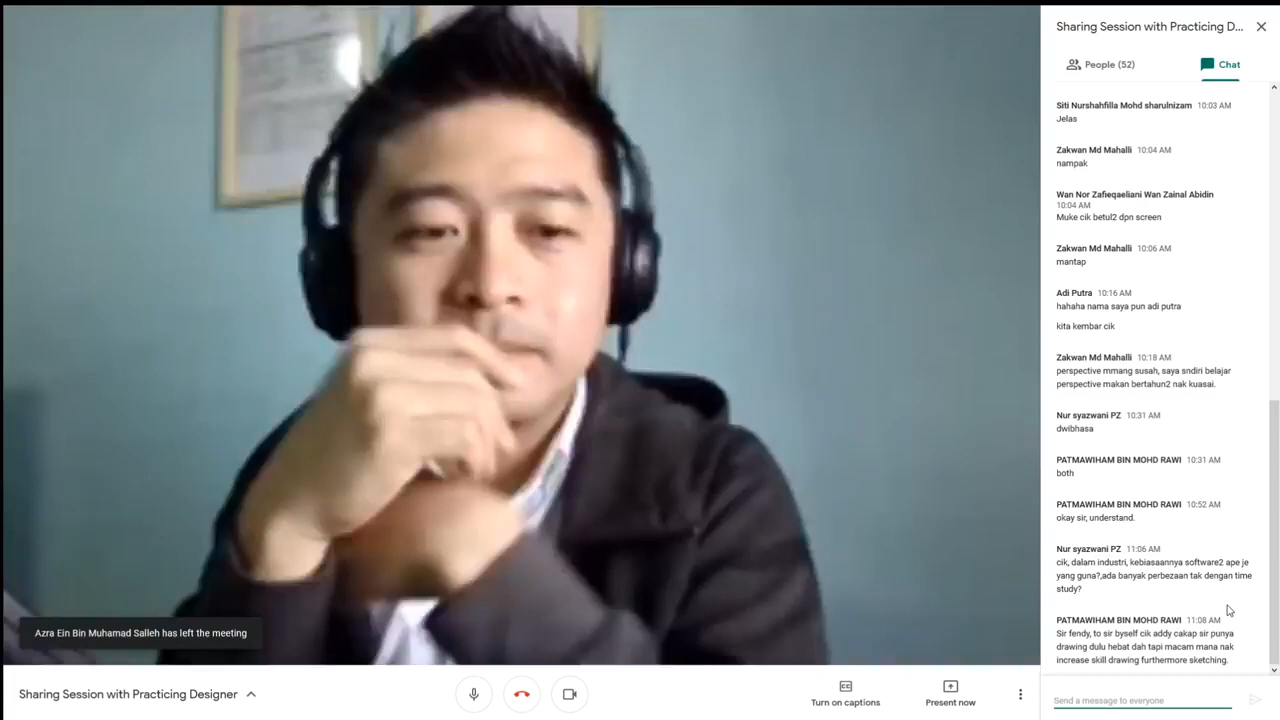 Sharing Session with Practicing D...
People (52)
Chat
Siti Nurshahfilla Mohd sharulnizam 10:03 AM
Jelas
Zakwan Md Mahalli 10:04 AM
nampak
Wan Nor Zafieqaeliani Wan Zainal Abidin
10:04 AM
Muke cik betul2 dpn screen
Zakwan Md Mahalli 10:06 AM
mantap
Adi Putra 10:16 AM
hahaha nama saya pun adi putra
kita kembar cik
Zakwan Md Mahalli 10:18 AM
perspective mmang susah, saya sndiri belajar
perspective makan bertahun2 nak kuasai.
Nur syazwani PZ 10:31 AM
dwibhasa
PATMAWIHAM BIN MOHD RAWI 10:31 AM
both
PATMAWIHAM BIN MOHD RAWI 10:52 AM
okay sir, understand.
Nur syazwani PZ 11:06 AM
cik, dalam industri, kebiasaannya software2 ape je
yang guna?,ada banyak perbezaan tak dengan time
study?
PATMAWIHAM BIN MOHD RAWI 11:08 AM
Sir fendy, to sir byself cik addy cakap sir punya
drawing dulu hebat dah tapi macam mana nak
increase skill drawing furthermore sketching.
Send a message to everyone
Azra Ein Bin Muhamad Salleh has left the meeting
Sharing Session with Practicing Designer
Turn on captions
Present now